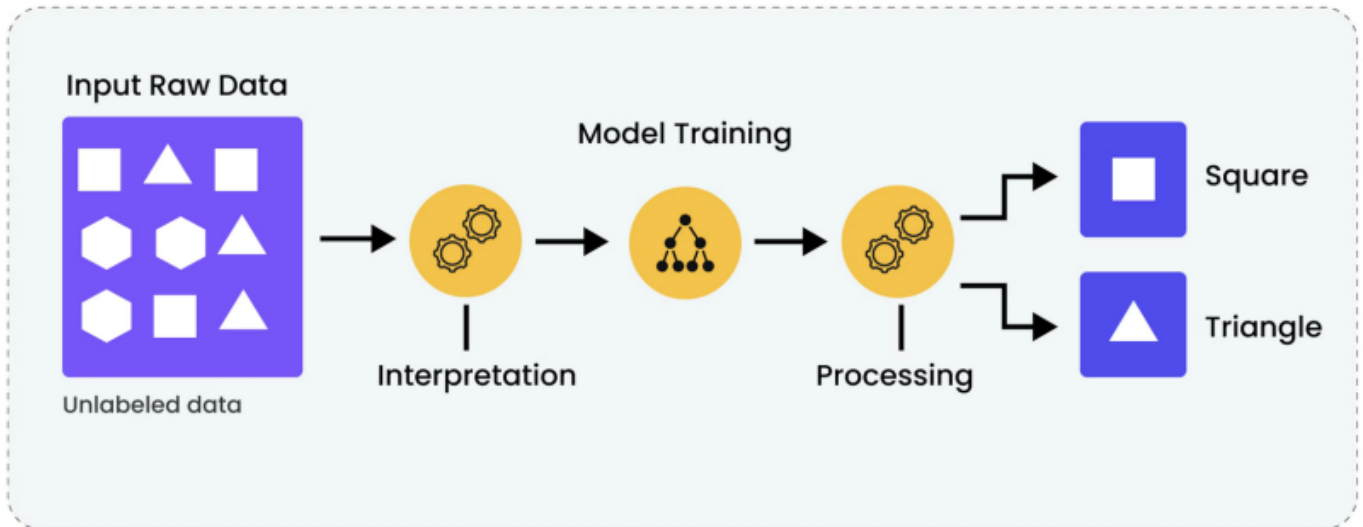 Input Raw Data
Model Training
Square
Triangle
Interpretation
Processing
Unlabeled data